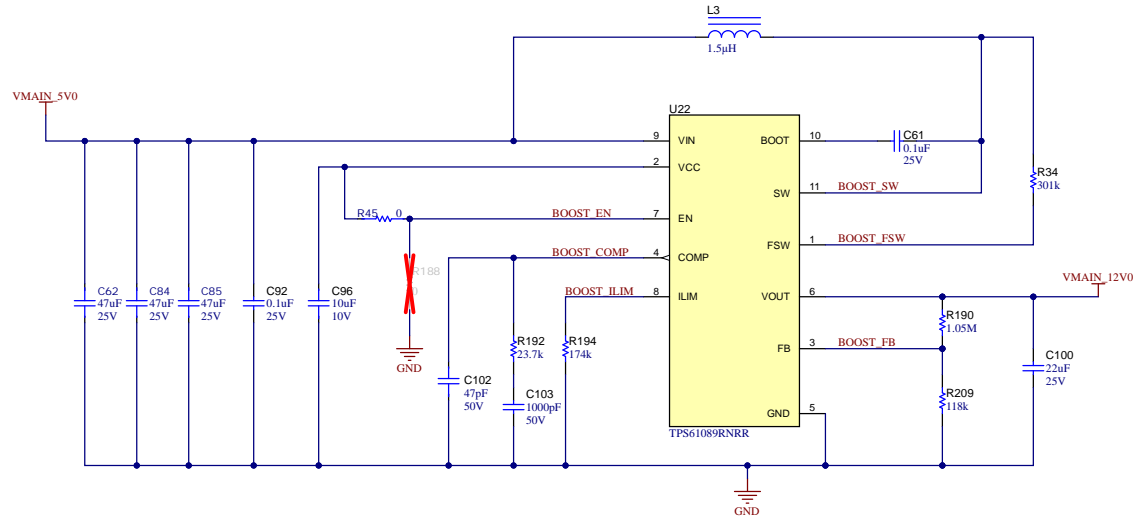 L3
1.5µH
VMAIN_5V0
U22
9
VIN
BOOT
10
C61
0.1uF
25V
2
VCC
R34
301k
SW
11
BOOST_SW
R45
0
BOOST_EN
7
EN
FSW
1
BOOST_FSW
BOOST_COMP
4
COMP
R188
0
BOOST_ILIM
8
ILIM
VOUT
6
VMAIN_12V0
C62
47uF
25V
C84
47uF
25V
C85
47uF
25V
C92
0.1uF
25V
C96
10uF
10V
R190
1.05M
R192
23.7k
R194
174k
FB
3
BOOST_FB
C100
22uF
25V
GND
C102
47pF
50V
C103
1000pF
50V
R209
118k
GND
5
TPS61089RNRR
GND